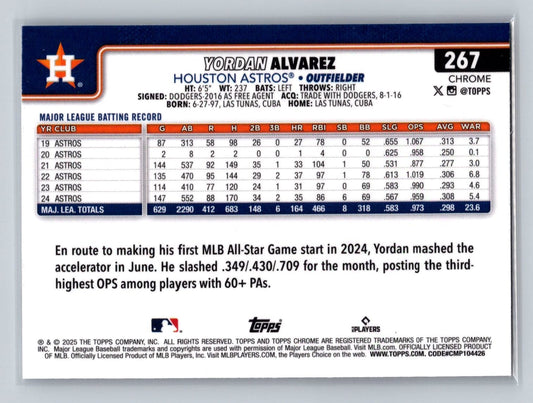 H
YORDAN ALVAREZ
267
HOUSTON ASTROS® • OUTFIELDER
CHROME
HT: 6'5" WT: 237 BATS: LEFT THROWS: RIGHT
SIGNED: DODGERS-2016 AS FREE AGENT ACQ: TRADE WITH DODGERS, 8-1-16
@TOPPS
BORN: 6-27-97, LAS TUNAS, CUBA HOME: LAS TUNAS, CUBA
MAJOR LEAGUE BATTING RECORD
YR CLUB G AB R H 2B 3B HR RBI SB BB SLG OPS AVG WAR
19 ASTROS 87 313 58 98 26 0 27 78 0 52 .655 1.067 .313 3.7
20 ASTROS 2 8 2 2 0 0 1 4 0 0 .625 .958 .250 0.1
21 ASTROS 144 537 92 149 35 1 33 104 1 50 .531 .877 .277 3.0
22 ASTROS 135 470 95 144 29 2 37 97 1 78 .613 1.019 .306 6.8
23 ASTROS 114 410 77 120 24 1 31 97 0 69 .583 .990 .293 4.6
24 ASTROS 147 552 88 170 34 2 35 86 6 69 .567 .959 .308 5.4
MAJ. LEA. TOTALS 629 2290 412 683 148 6 164 466 8 318 .583 .973 .298 23.6
En route to making his first MLB All-Star Game start in 2024, Yordan mashed the
accelerator in June. He slashed .349/.430/.709 for the month, posting the third-
highest OPS among players with 60+ PAs.
Topps
MLB PLAYERS
® & © 2025 THE TOPPS COMPANY, INC. ALL RIGHTS RESERVED. TOPPS AND TOPPS CHROME ARE REGISTERED TRADEMARKS OF THE TOPPS COMPANY,
INC. Major League Baseball trademarks and copyrights are used with permission of Major League Baseball. Visit MLB.com. OFFICIALLY LICENSED PRODUCT
OF MLB. Officially Licensed Product of MLB Players, Inc. Visit MLBPLAYERS.com, the Players Choice on the web. WWW.TOPPS.COM. CODE#CMP104426